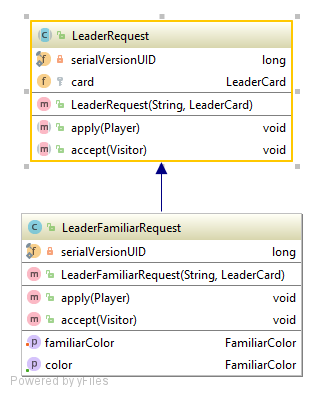 LeaderRequest
serialVersionUID long
card LeaderCard
LeaderRequest(String, LeaderCard)
apply(Player) void
accept(Visitor) void
LeaderFamiliarRequest
serialVersionUID long
LeaderFamiliarRequest(String, LeaderCard)
apply(Player) void
accept(Visitor) void
familiarColor FamiliarColor
color FamiliarColor
Powered by yFiles